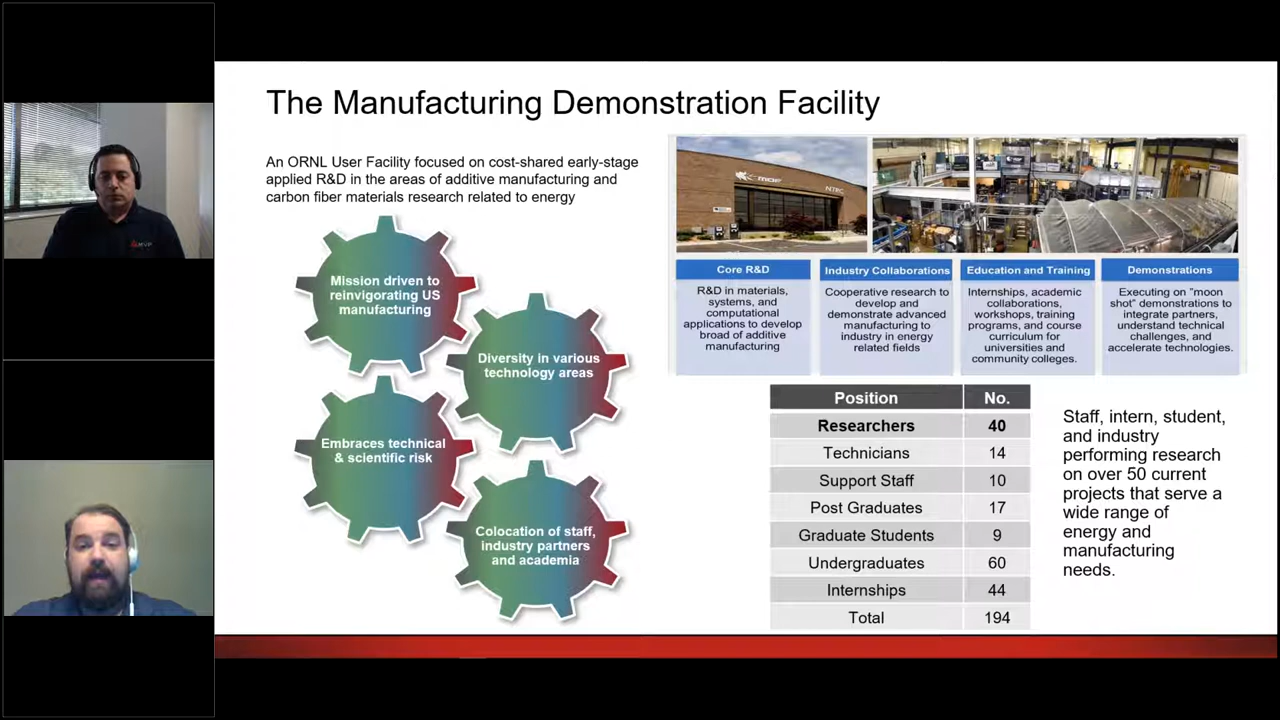 The Manufacturing Demonstration Facility
An ORNL User Facility focused on cost-shared early-stage
applied R&D in the areas of additive manufacturing and
carbon fiber materials research related to energy
Mission driven to
reinvigorating US
manufacturing
Diversity in various
technology areas
Embraces technical
& scientific risk
Colocation of staff,
industry partners
and academia
MDF
NTRC
Core R&D
R&D in materials,
systems, and
computational
applications to develop
broad of additive
manufacturing
Industry Collaborations
Cooperative research to
develop and
demonstrate advanced
manufacturing to
industry in energy
related fields
Education and Training
Internships, academic
collaborations,
workshops, training
programs, and course
curriculum for
universities and
community colleges.
Demonstrations
Executing on "moon
shot" demonstrations to
integrate partners,
understand technical
challenges, and
accelerate technologies.
Position No.
Researchers 40
Technicians 14
Support Staff 10
Post Graduates 17
Graduate Students 9
Undergraduates 60
Internships 44
Total 194
Staff, intern, student,
and industry
performing research
on over 50 current
projects that serve a
wide range of
energy and
manufacturing
needs.